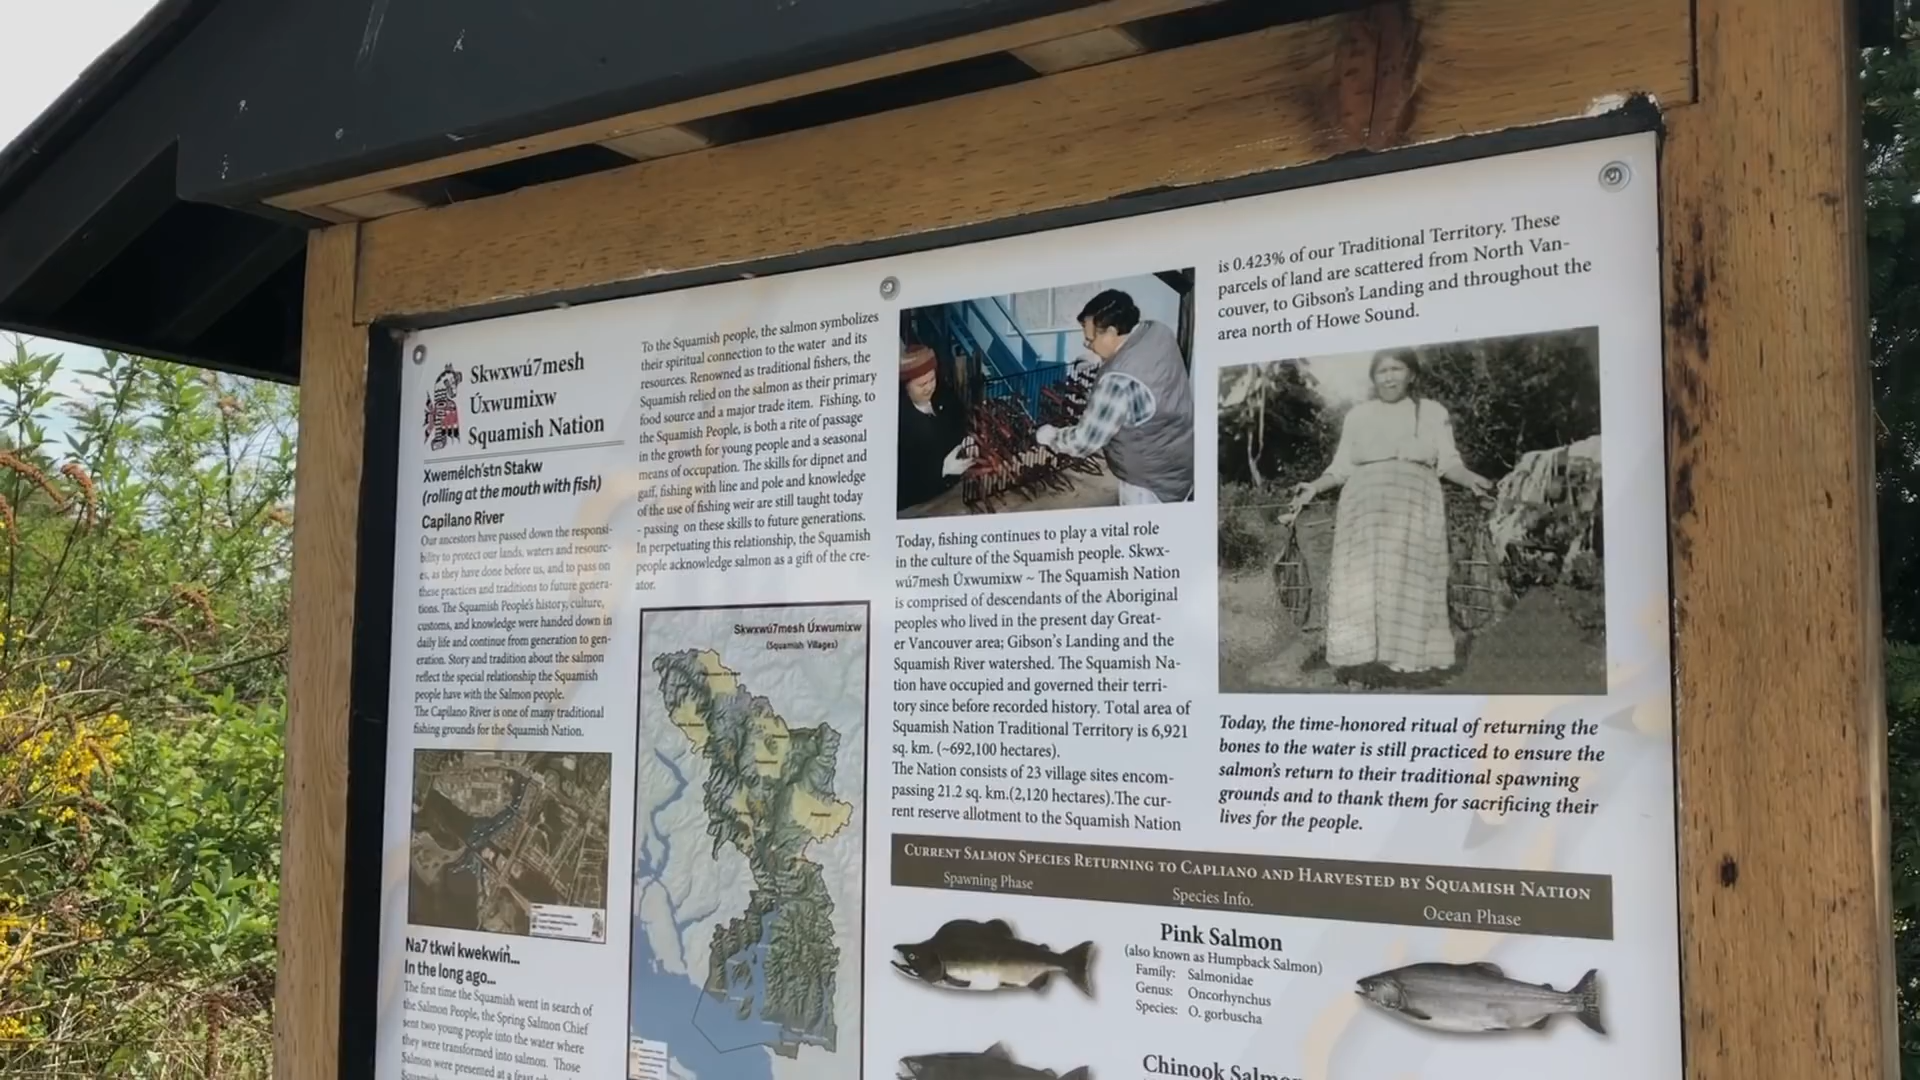 Skwxwú7mesh
Úxwumixw
Squamish Nation
Xwemélch'stn Stakw
(rolling at the mouth with fish)
Capilano River
Our ancestors have passed down the responsi-
bility to protect our lands, waters and resourc-
es, as they have done before us, and to pass on
these practices and traditions to future genera-
tions. The Squamish People's history, culture,
customs, and knowledge were handed down in
daily life and continue from generation to gen-
eration. Story and tradition about the salmon
reflect the special relationship the Squamish
people have with the Salmon people.
The Capilano River is one of many traditional
fishing grounds for the Squamish Nation.
Na7 tkwi kwekwin̓...
In the long ago...
The first time the Squamish went in search of
the Salmon People, the Spring Salmon Chief
sent two young people into the water where
they were transformed into salmon. Those
Salmon were presented at a feast
To the Squamish people, the salmon symbolizes
their spiritual connection to the water and its
resources. Renowned as traditional fishers, the
Squamish relied on the salmon as their primary
food source and a major trade item. Fishing, to
the Squamish People, is both a rite of passage
in the growth for young people and a seasonal
means of occupation. The skills for dipnet and
gaff, fishing with line and pole and knowledge
of the use of fishing weir are still taught today
- passing on these skills to future generations.
In perpetuating this relationship, the Squamish
people acknowledge salmon as a gift of the cre-
ator.
Skwxwú7mesh Úxwumixw
(Squamish Villages)
Today, fishing continues to play a vital role
in the culture of the Squamish people. Skwx-
wú7mesh Úxwumixw ~ The Squamish Nation
is comprised of descendants of the Aboriginal
peoples who lived in the present day Great-
er Vancouver area; Gibson's Landing and the
Squamish River watershed. The Squamish Na-
tion have occupied and governed their terri-
tory since before recorded history. Total area of
Squamish Nation Traditional Territory is 6,921
sq. km. (~692,100 hectares).
The Nation consists of 23 village sites encom-
passing 21.2 sq. km.(2,120 hectares).The cur-
rent reserve allotment to the Squamish Nation
is 0.423% of our Traditional Territory. These
parcels of land are scattered from North Van-
couver, to Gibson's Landing and throughout the
area north of Howe Sound.
Today, the time-honored ritual of returning the
bones to the water is still practiced to ensure the
salmon's return to their traditional spawning
grounds and to thank them for sacrificing their
lives for the people.
Current Salmon Species Returning to Capliano and Harvested by Squamish Nation
Spawning Phase
Species Info.
Ocean Phase
Pink Salmon
(also known as Humpback Salmon)
Family: Salmonidae
Genus: Oncorhynchus
Species: O. gorbuscha
Chinook Salmon